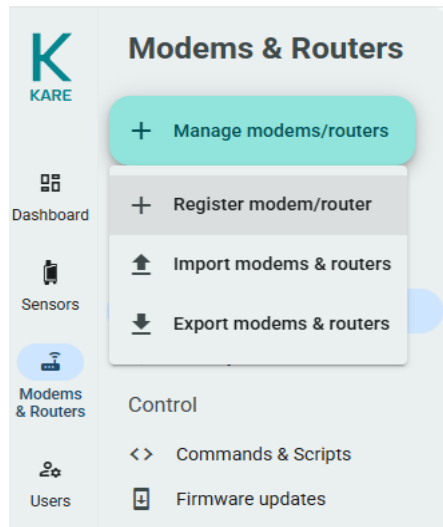 K
KARE
Modems & Routers
Manage modems/routers
Register modem/router
Import modems & routers
Export modems & routers
Dashboard
Sensors
Modems
& Routers
Users
Control
Commands & Scripts
Firmware updates